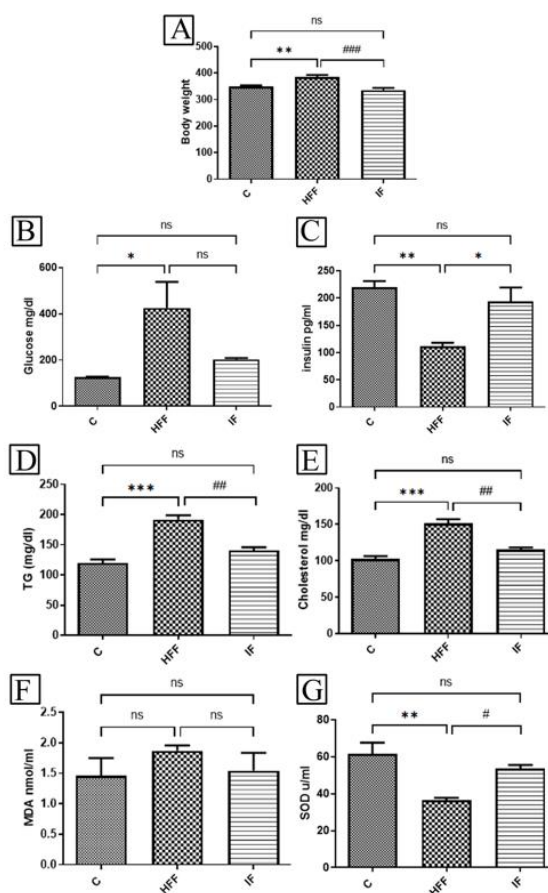 A
ns
** ###
500
400
300
200
100
0
Body weight
C HFF IF
B
ns
* ns
600
400
200
0
Glucose mg/dl
C HFF IF
C
ns
** *
250
200
150
100
50
0
insulin pg/ml
C HFF IF
D
ns
*** ##
250
200
150
100
50
0
TG (mg/dl)
C HFF IF
E
ns
*** ##
200
150
100
50
0
Cholesterol mg/dl
C HFF IF
F
ns
ns ns
2.5
2.0
1.5
1.0
0.5
0.0
MDA nmol/ml
C HFF IF
G
ns
** #
80
60
40
20
0
SOD u/ml
C HFF IF